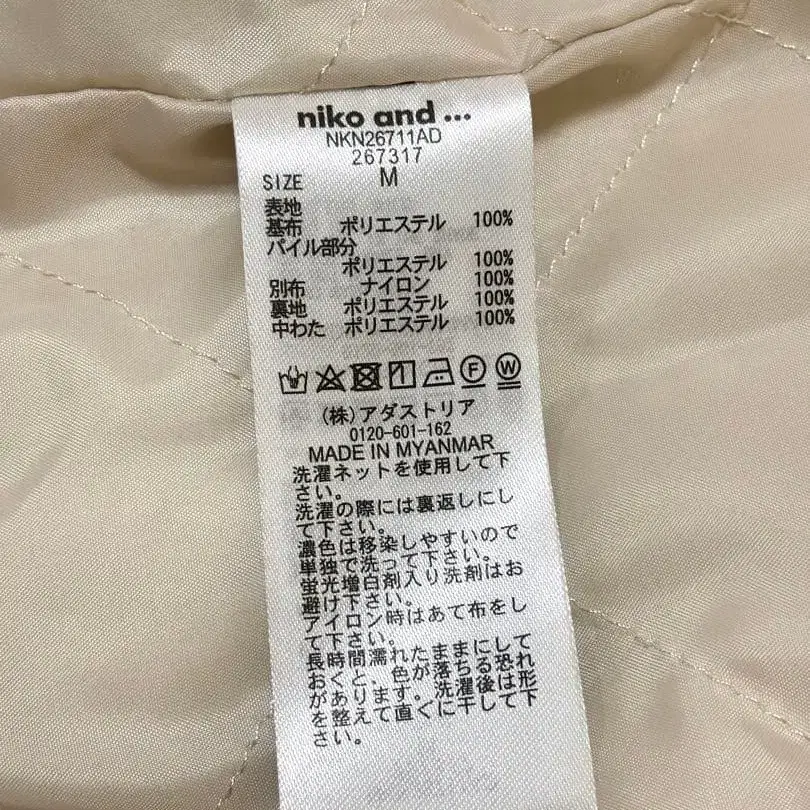 niko and ...
NKN26711AD
267317
SIZE M
表地
基布 ポリエステル 100%
パイル部分
ポリエステル 100%
別布 ナイロン 100%
裏地 ポリエステル 100%
中わた ポリエステル 100%
F W
(株)アダストリア
0120-601-162
MADE IN MYANMAR
洗濯ネットを使用して下
さい。
洗濯の際には裏返しにし
て下さい。
濃色は移染しやすいので
単独で洗って下さい。
蛍光増白剤入り洗剤はお
避け下さい。
アイロン時はあて布をし
て下さい。
長時間濡れたままにして
おくと、色が落ちる恐れ
があります。洗濯後は形
を整えて直ぐに干して下
さい。